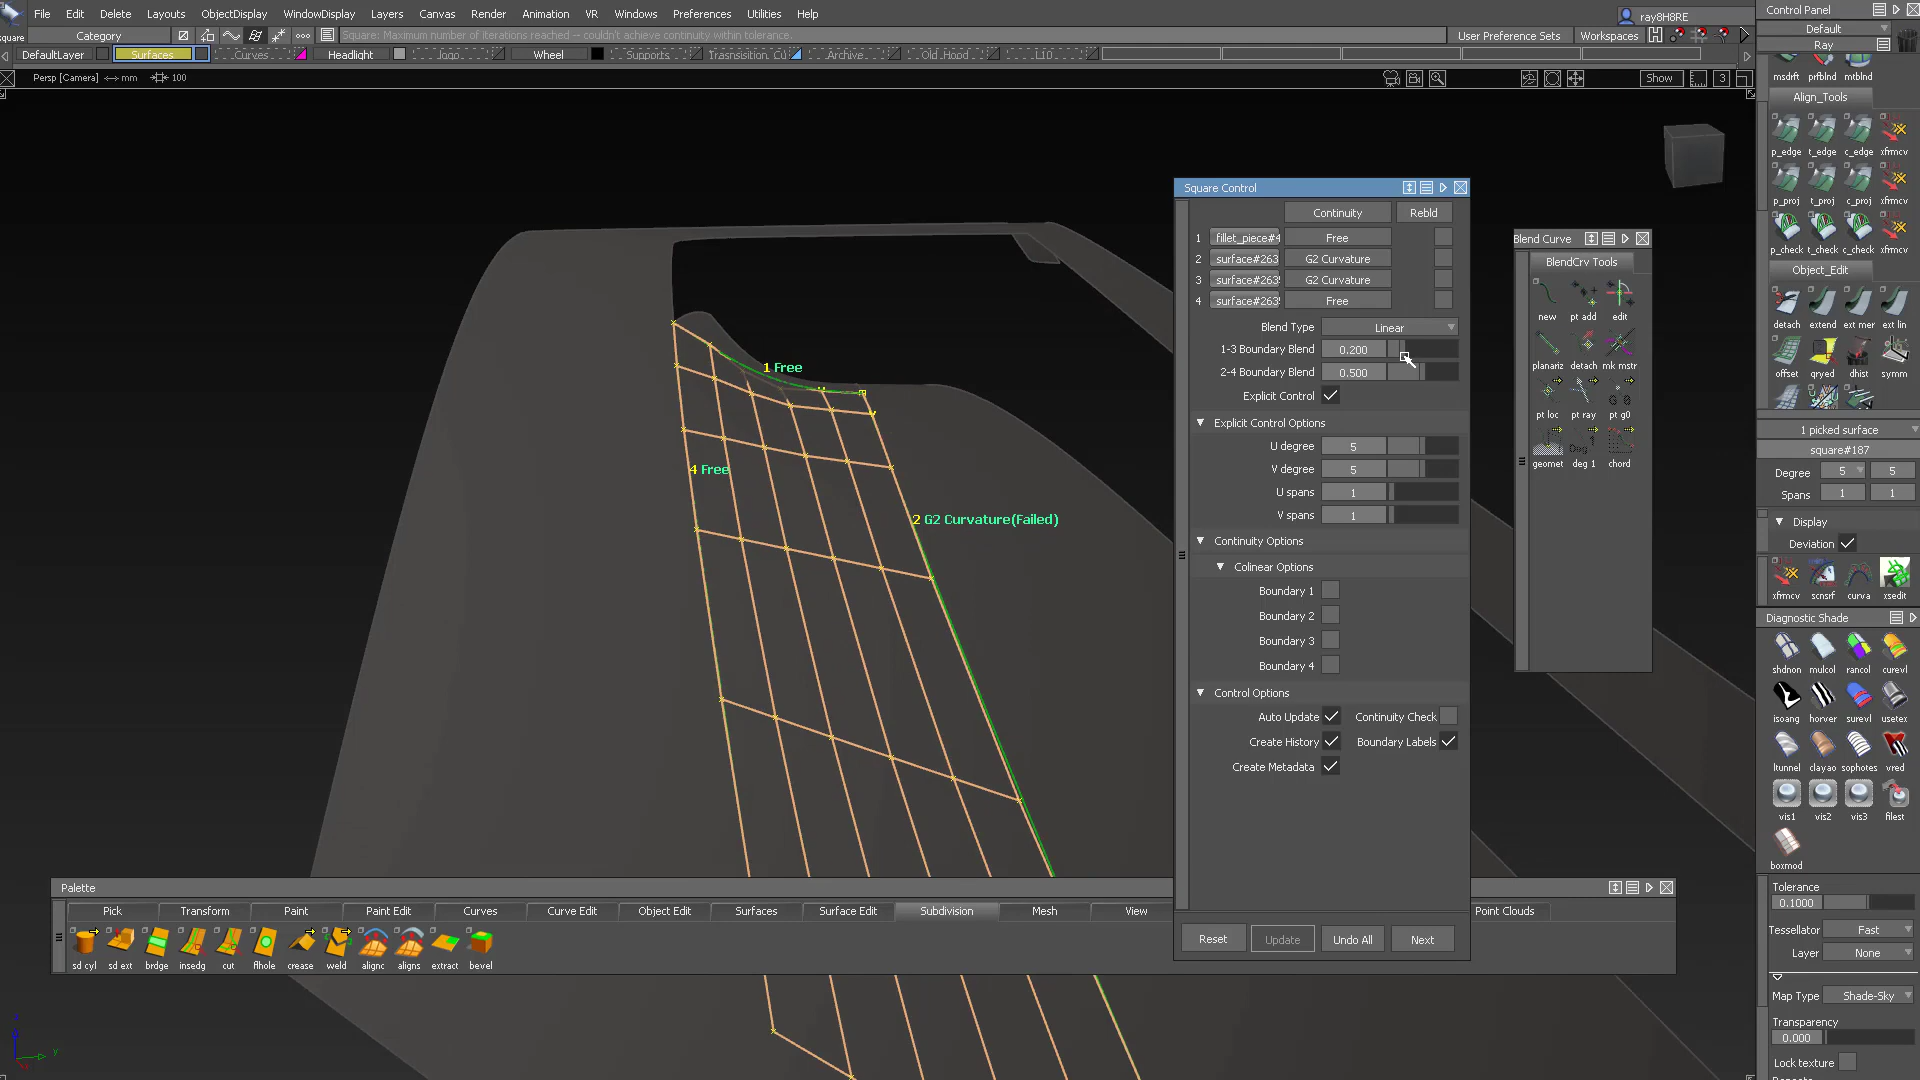 File Edit Delete Layouts ObjectDisplay WindowDisplay Layers Canvas Render Animation VR Windows Preferences Utilities Help
ray8H8RE
Control Panel
Default
Ray
square
Category
Square: Maximum number of iterations reached -- couldn't achieve continuity within tolerance.
User Preference Sets
Workspaces
DefaultLayer Surfaces Curves Headlight Wheel Supports Archive Old_Hood
Persp [Camera] mm 100
Show
3
msdrft prfblnd mtblnd
Align_Tools
p_edge t_edge c_edge xfrmcv
p_proj t_proj c_proj xfrmcv
p_check t_check c_check xfrmcv
Object_Edit
detach extend ext mer ext lin
offset qryed dhist symm
1 picked surface
square#187
Degree 5 5
Spans 1 1
Display
Deviation
xfrmcv scnsrf curva xsedit
Diagnostic Shade
shdnon mulcol rancol curevl
isoang horver surevl usetex
ltunnel clayao sophotes vred
vis1 vis2 vis3 filest
boxmod
Tolerance
0.1000
Tessellator Fast
Layer None
Map Type Shade-Sky
Transparency
0.000
Lock texture
Square Control
Continuity Rebld
1 fillet_piece#4 Free
2 surface#263 G2 Curvature
3 surface#263 G2 Curvature
4 surface#263 Free
Blend Type Linear
1-3 Boundary Blend 0.200
2-4 Boundary Blend 0.500
Explicit Control
Explicit Control Options
U degree 5
V degree 5
U spans 1
V spans 1
Continuity Options
Colinear Options
Boundary 1
Boundary 2
Boundary 3
Boundary 4
Control Options
Auto Update Continuity Check
Create History Boundary Labels
Create Metadata
Reset Update Undo All Next
Blend Curve
BlendCrv Tools
new pt add edit
planariz detach mk mstr
pt loc pt ray pt g0
geomet deg 1 chord
1 Free
4 Free
2 G2 Curvature(Failed)
Palette
Pick Transform Paint Paint Edit Curves Curve Edit Object Edit Surfaces Surface Edit Subdivision Mesh View Point Clouds
sd cyl sd ext brdge insedg cut flhole crease weld alignc aligns extract bevel
y